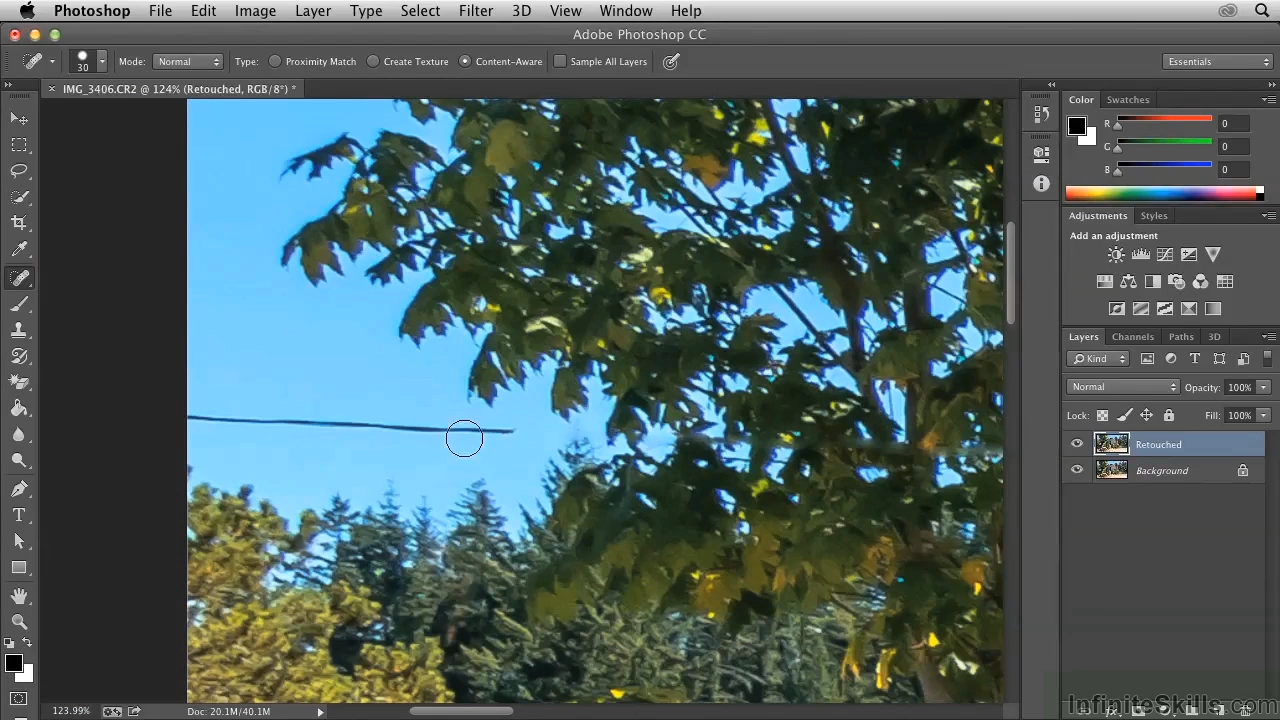 Photoshop File Edit Image Layer Type Select Filter 3D View Window Help
Adobe Photoshop CC
30 Mode: Normal Type: Proximity Match Create Texture Content-Aware Sample All Layers Essentials
IMG_3406.CR2 @ 124% (Retouched, RGB/8*) *
Color Swatches
R 0
G 0
B 0
Adjustments Styles
Add an adjustment
Layers Channels Paths 3D
Kind
Normal Opacity: 100%
Lock: Fill: 100%
Retouched
Background
123.99% Doc: 20.1M/40.1M
InfiniteSkills.com